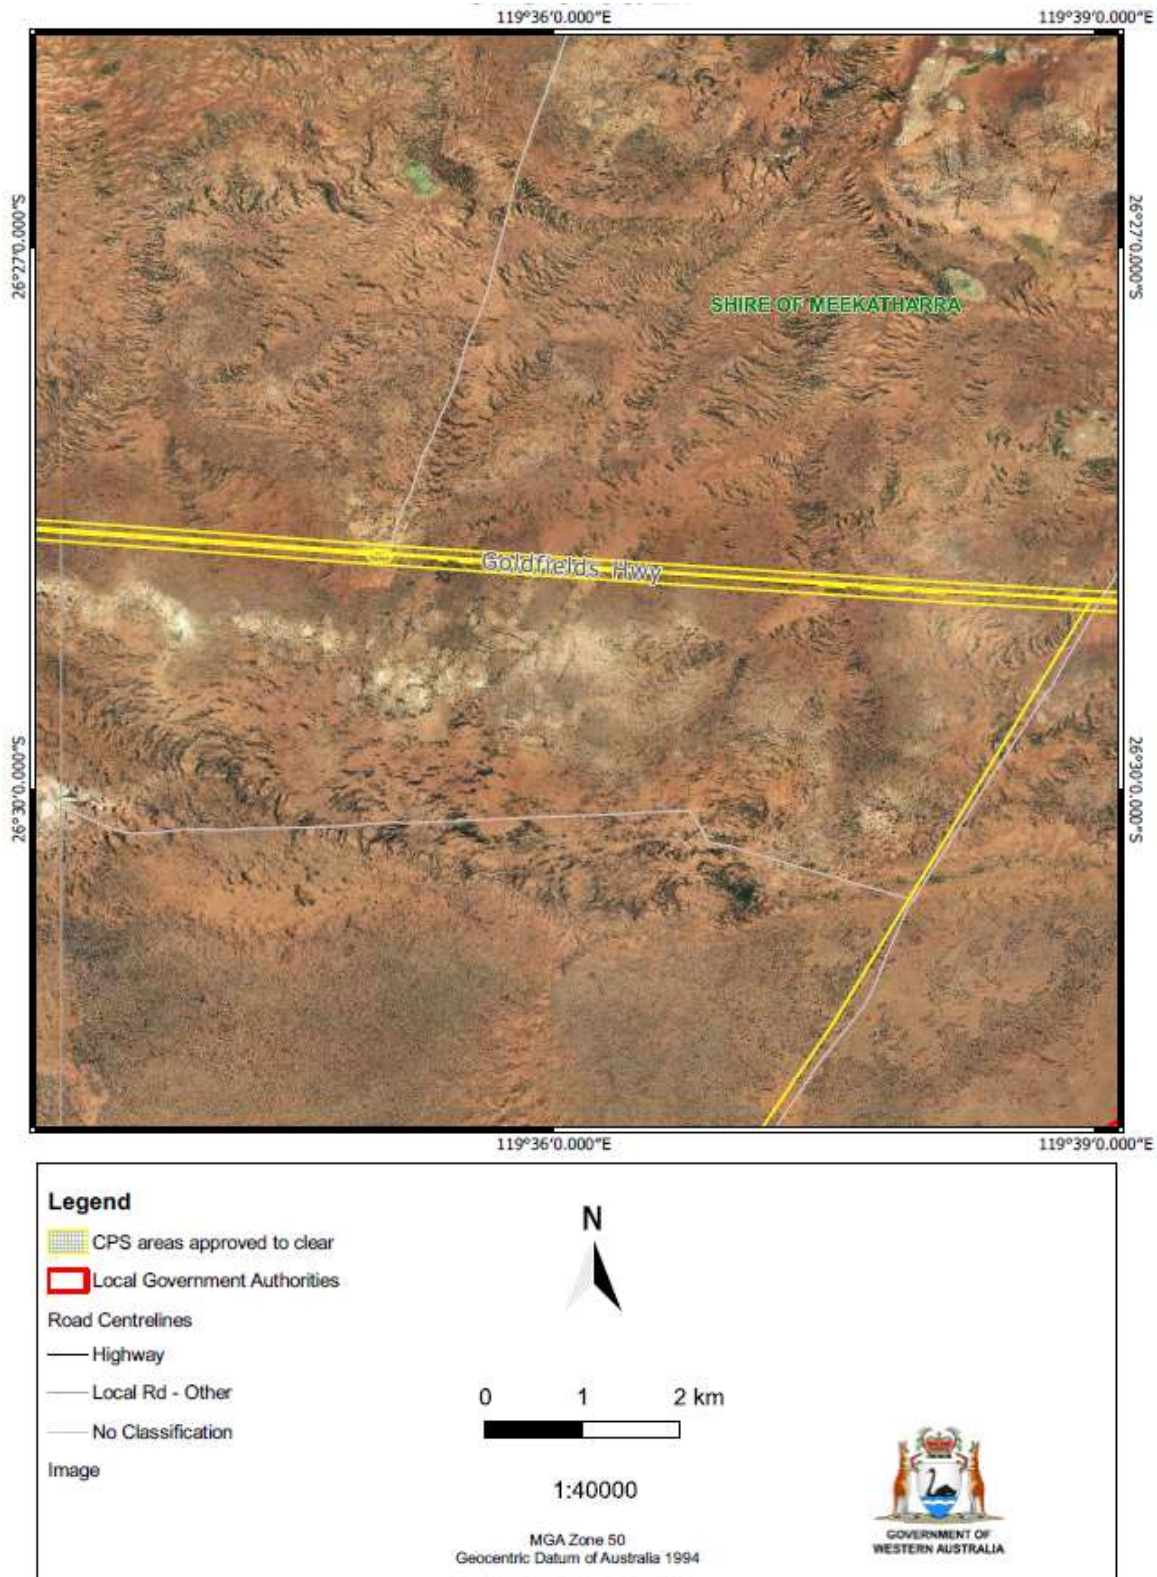 119°36'0.000"E
119°39'0.000"E
26°27'0.000"S
26°27'0.000"S
SHIRE OF MEEKATHARRA
Goldfields Hwy
26°30'0.000"S
26°30'0.000"S
119°36'0.000"E
119°39'0.000"E
Legend
CPS areas approved to clear
Local Government Authorities
Road Centrelines
Highway
Local Rd - Other
No Classification
Image
N
0 1 2 km
1:40000
MGA Zone 50
Geocentric Datum of Australia 1994
GOVERNMENT OF
WESTERN AUSTRALIA